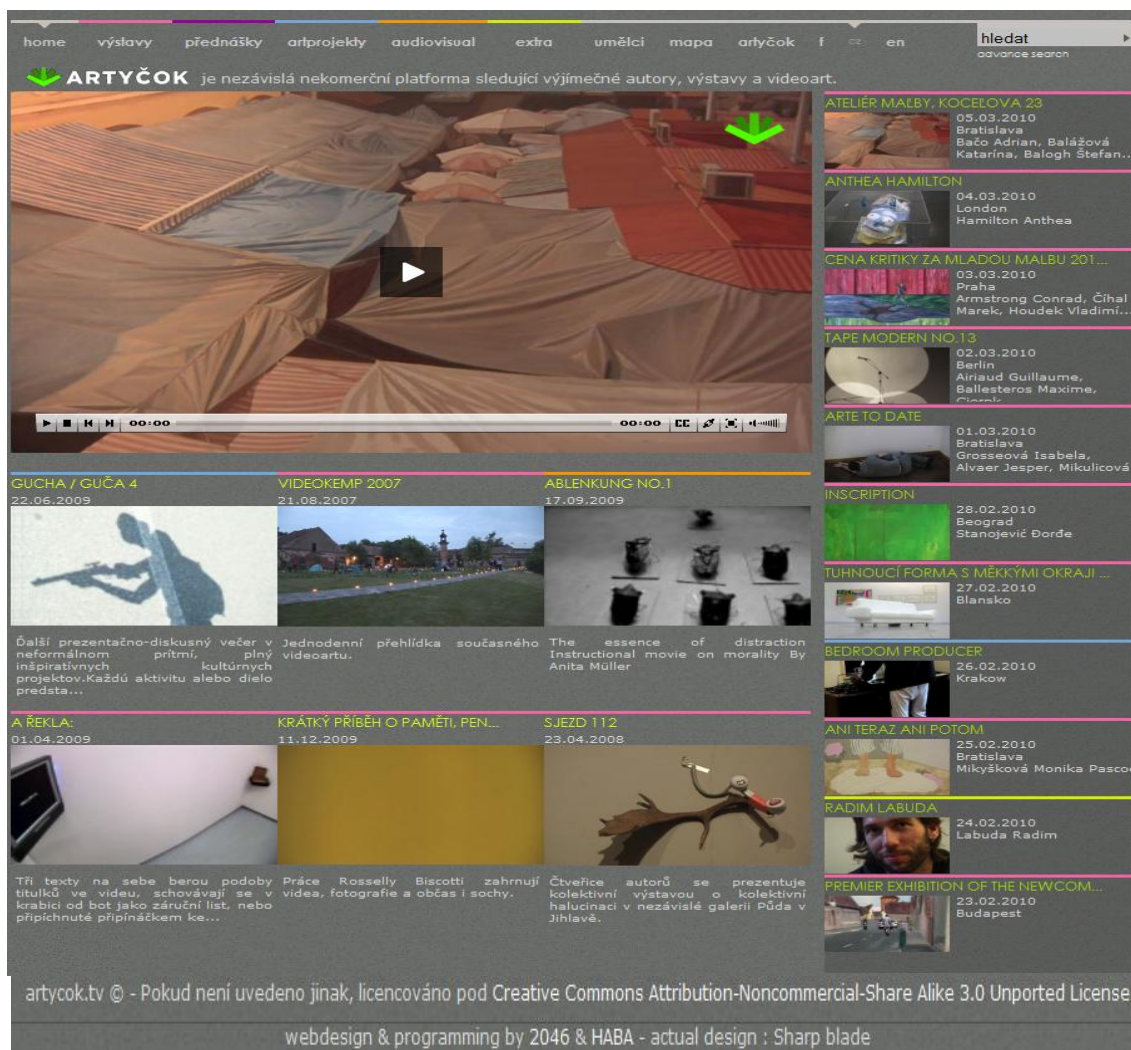 home výstavy přednášky artprojekty audiovisual extra umělci mapa artyčok f cz en
hledat
advance search
ARTYČOK je nezávislá nekomerční platforma sledující výjímečné autory, výstavy a videoart.
00:00 00:00 CC
GUCHA / GUČA 4
22.06.2009
Ďalší prezentačno-diskusný večer v
neformálnom prítmí, plný
inšpiratívnych kultúrnych
projektov.Každú aktivitu alebo dielo
predsta...
VIDEOKEMP 2007
21.08.2007
Jednodenní přehlídka současného
videoartu.
ABLENKUNG NO.1
17.09.2009
The essence of distraction
Instructional movie on morality By
Anita Müller
A ŘEKLA:
01.04.2009
Tři texty na sebe berou podoby
titulků ve videu, schovávají se v
krabici od bot jako záruční list, nebo
připíchnuté připínáčkem ke...
KRÁTKÝ PŘÍBĚH O PAMĚTI, PEN...
11.12.2009
Práce Rosselly Biscotti zahrnují
videa, fotografie a občas i sochy.
SJEZD 112
23.04.2008
Čtveřice autorů se prezentuje
kolektivní výstavou o kolektivní
halucinaci v nezávislé galerii Půda v
Jihlavě.
ATELIÉR MAĽBY, KOCEĽOVA 23
05.03.2010
Bratislava
Bačo Adrian, Balážová
Katarína, Balogh Štefan..
ANTHEA HAMILTON
04.03.2010
London
Hamilton Anthea
CENA KRITIKY ZA MLADOU MALBU 201...
03.03.2010
Praha
Armstrong Conrad, Číhal
Marek, Houdek Vladimí...
TAPE MODERN NO.13
02.03.2010
Berlin
Airiaud Guillaume,
Ballesteros Maxime,
ARTE TO DATE
01.03.2010
Bratislava
Grosseová Isabela,
Alvaer Jesper, Mikulicová
INSCRIPTION
28.02.2010
Beograd
Stanojević Đorđe
TUHNOUCÍ FORMA S MĚKKÝMI OKRAJI ...
27.02.2010
Blansko
BEDROOM PRODUCER
26.02.2010
Krakow
ANI TERAZ ANI POTOM
25.02.2010
Bratislava
Mikyšková Monika Pasco
RADIM LABUDA
24.02.2010
Labuda Radim
PREMIER EXHIBITION OF THE NEWCOM...
23.02.2010
Budapest
artycok.tv © - Pokud není uvedeno jinak, licencováno pod Creative Commons Attribution-Noncommercial-Share Alike 3.0 Unported License
webdesign & programming by 2046 & HABA - actual design : Sharp blade